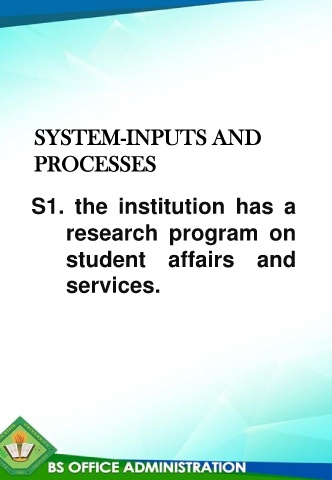 SYSTEM-INPUTS AND
PROCESSES
S1. the institution has a
research program on
student affairs and
services.
BS OFFICE ADMINISTRATION